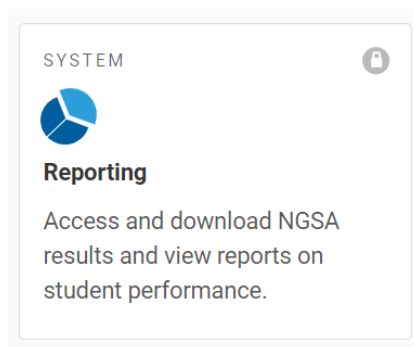 SYSTEM
Reporting
Access and download NGSA
results and view reports on
student performance.